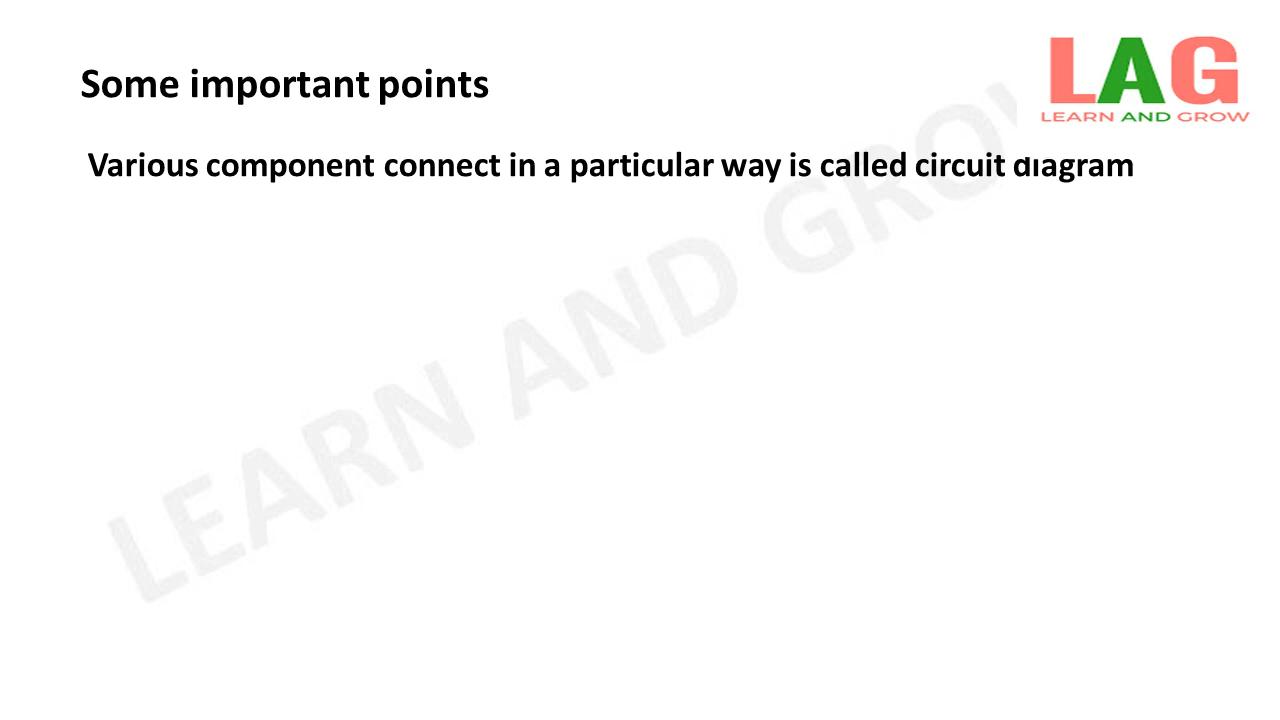 Some important points
LAG
LEARN AND GROW
Various component connect in a particular way is called circuit diagram
LEARN AND GROW